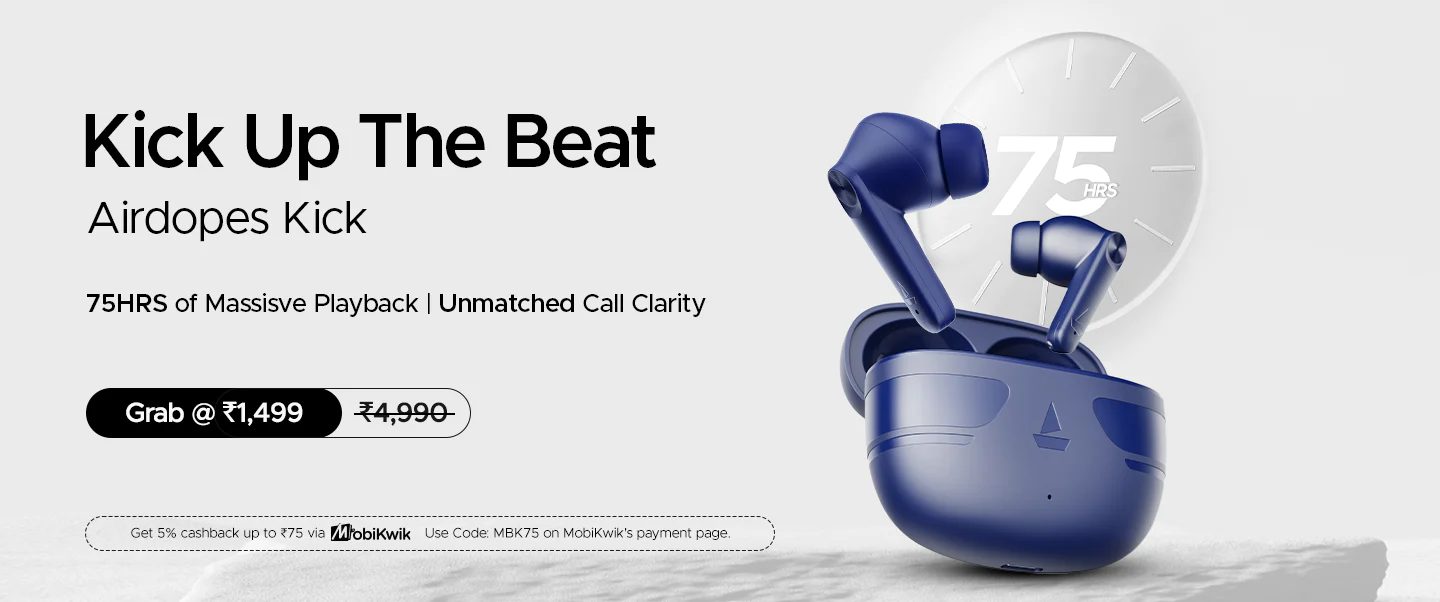 Kick Up The Beat
Airdopes Kick
75HRS of Massisve Playback | Unmatched Call Clarity
Grab @ ₹1,499 ₹4,990
Get 5% cashback up to ₹75 via MobiKwik Use Code: MBK75 on MobiKwik's payment page.
75
HRS